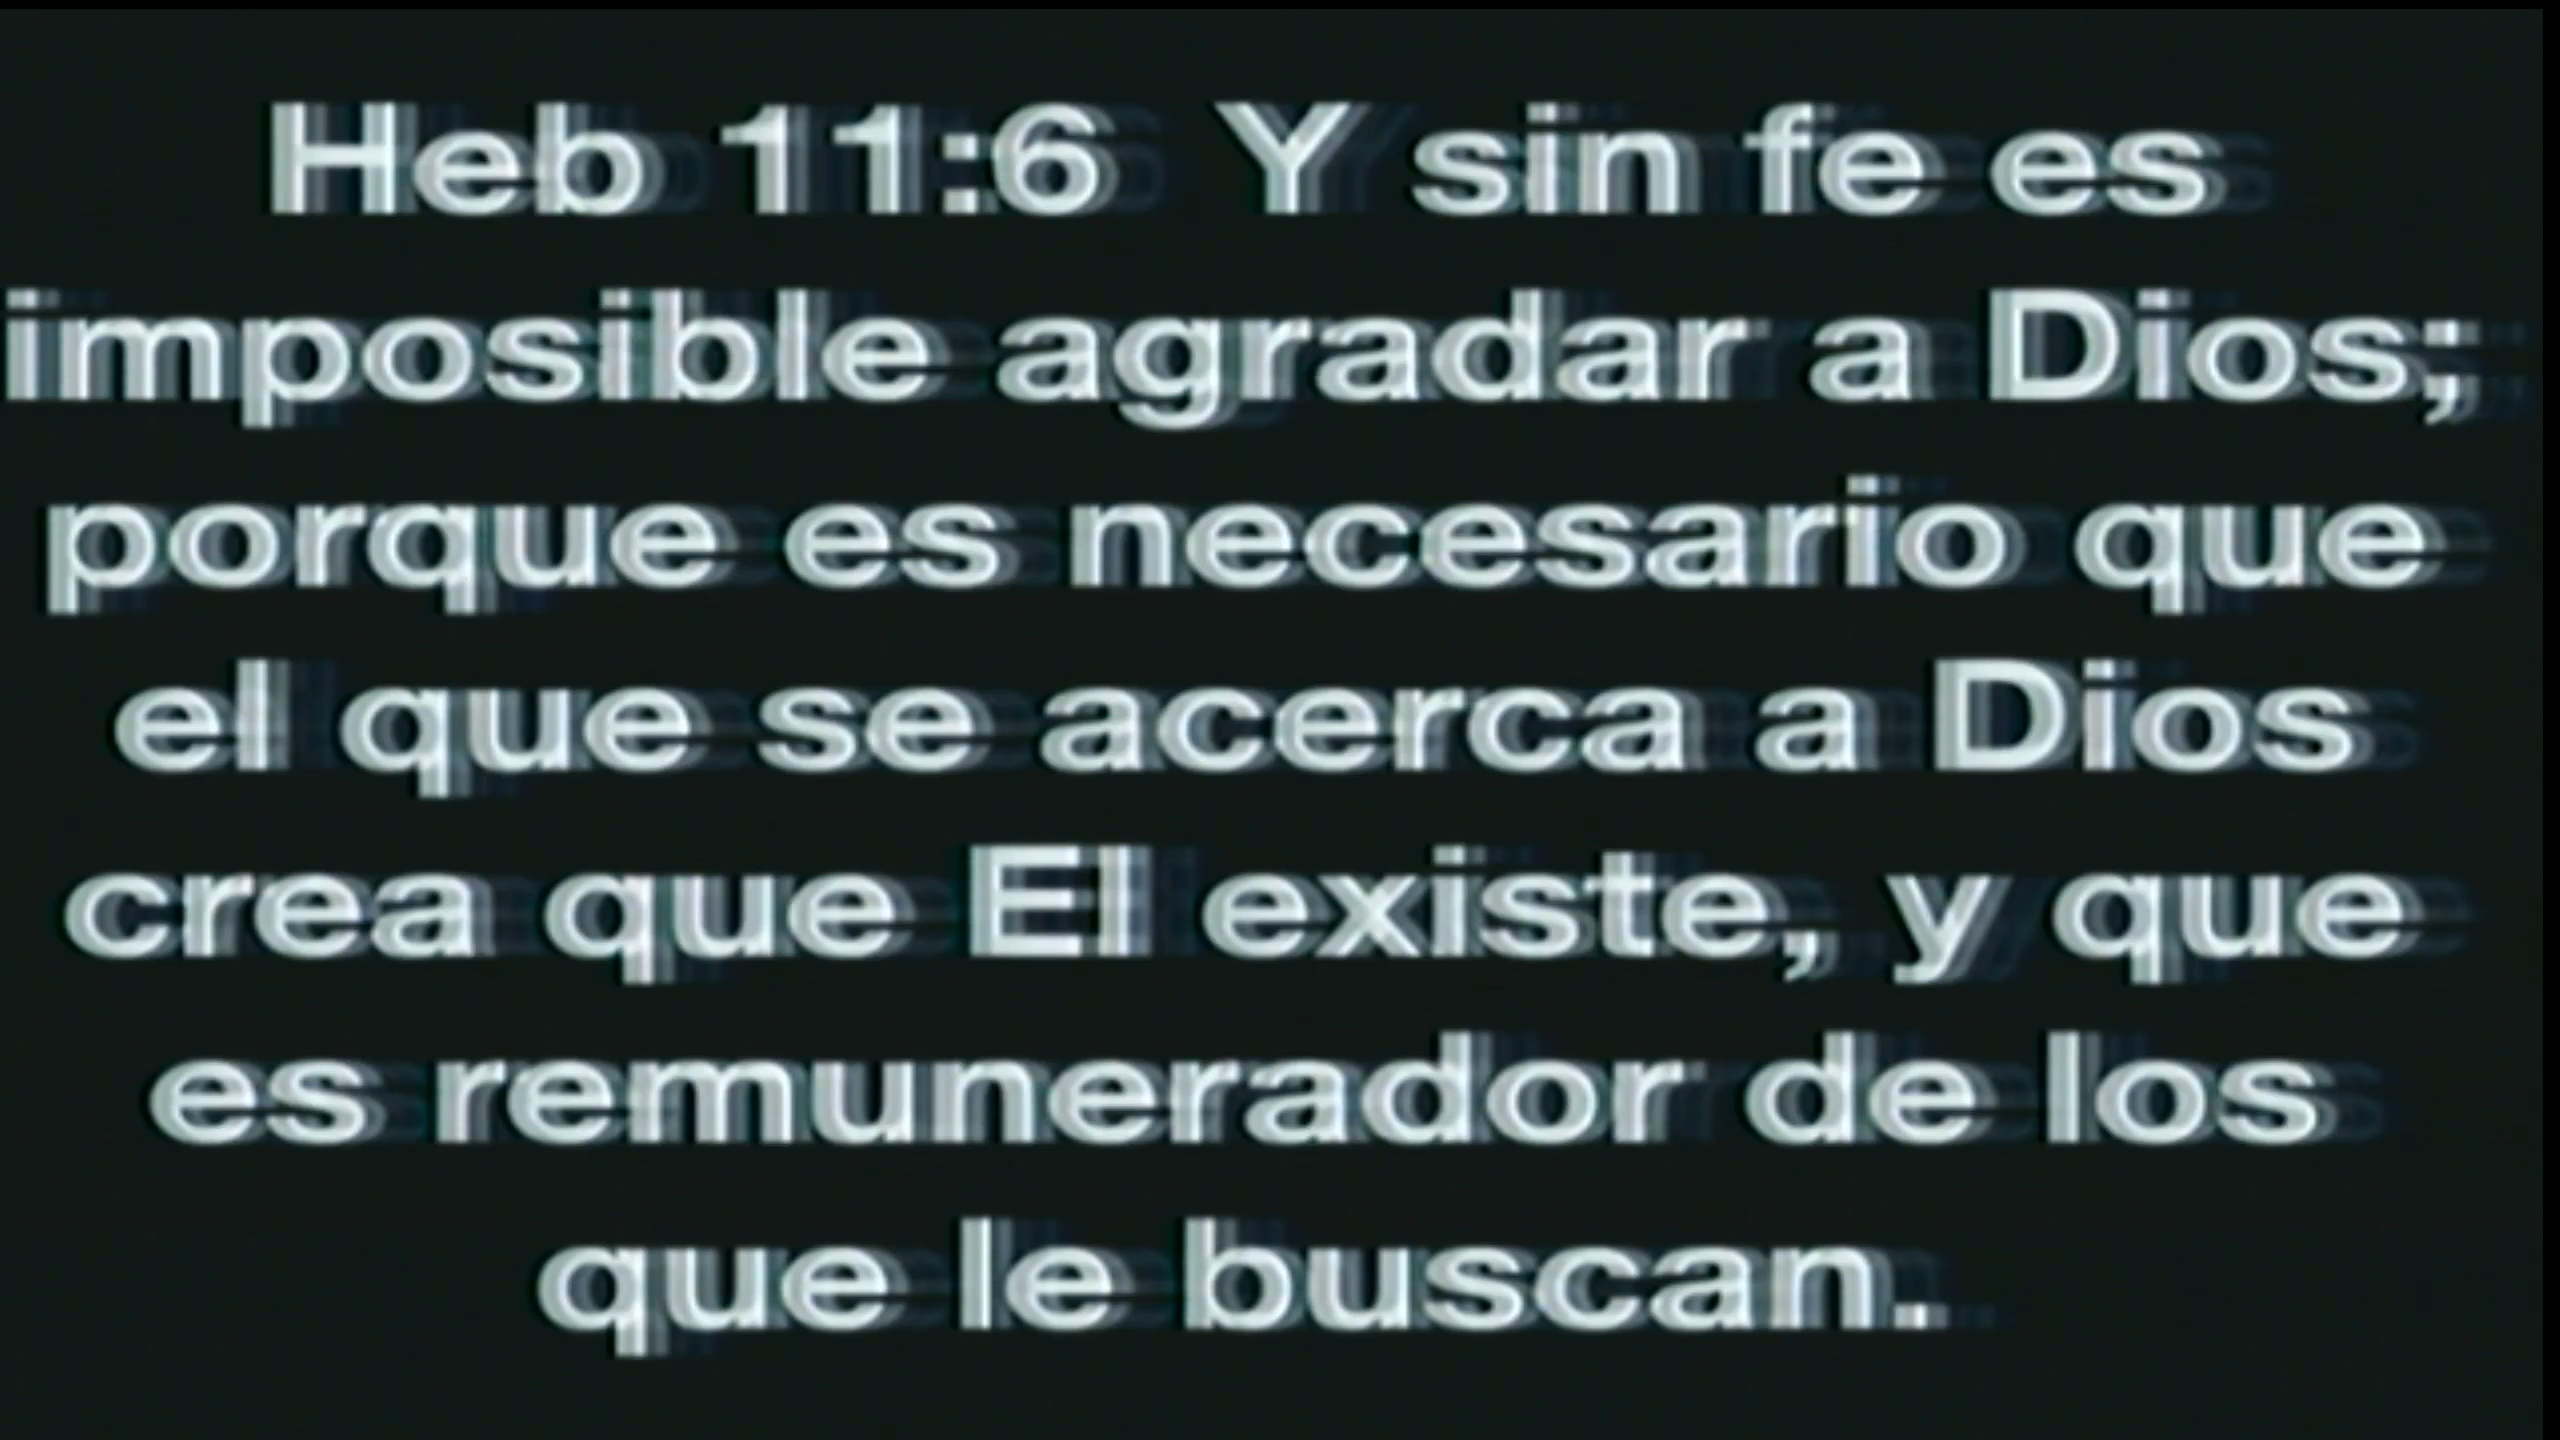 Heb 11:6  Y sin fe es
imposible agradar a Dios;
porque es necesario que
el que se acerca a Dios
crea que El existe, y que
es remunerador de los
que le buscan.